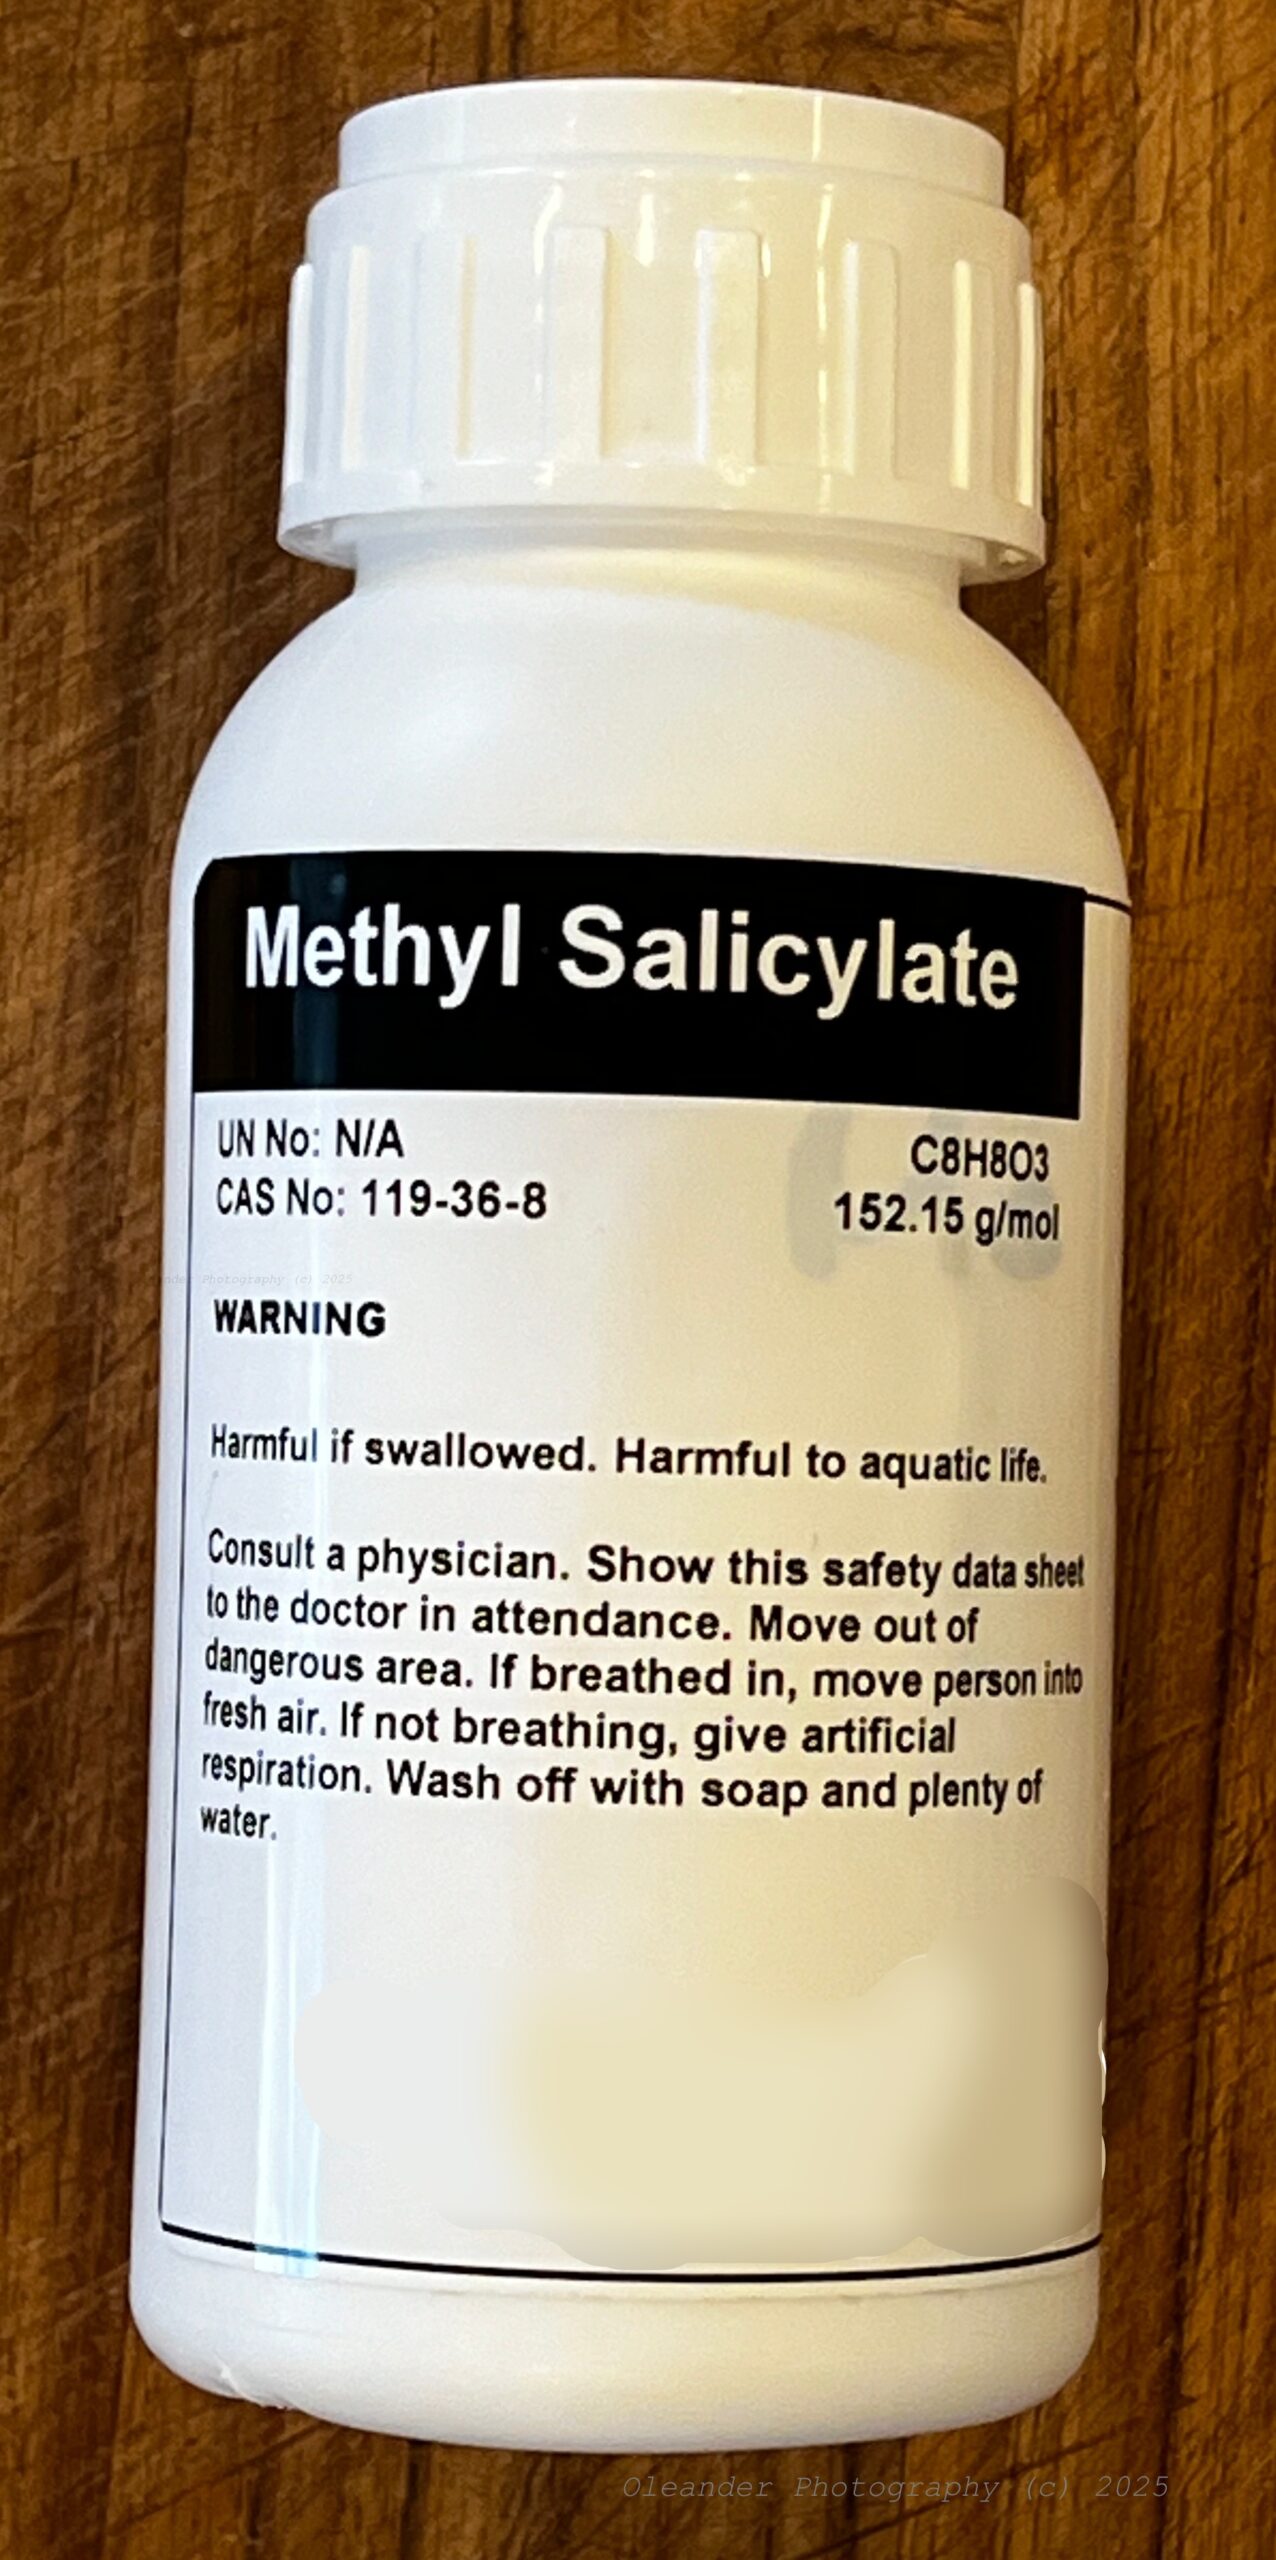 Methyl Salicylate
UN No: N/A
CAS No: 119-36-8
C8H8O3
152.15 g/mol
Photography (c) 2025
WARNING
Harmful if swallowed. Harmful to aquatic life.
Consult a physician. Show this safety data sheet
to the doctor in attendance. Move out of
dangerous area. If breathed in, move person into
fresh air. If not breathing, give artificial
respiration. Wash off with soap and plenty of
water.
Oleander Photography (c) 2025